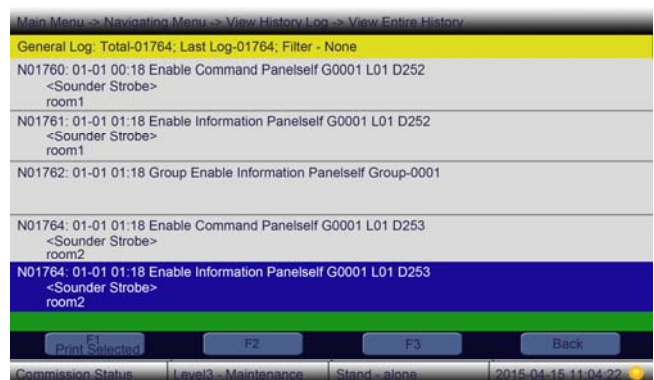 Main Menu -> Navigating Menu -> View History Log -> View Entire History
General Log: Total-01764; Last Log-01764; Filter - None
N01760: 01-01 00:18 Enable Command Panelself G0001 L01 D252
<Sounder Strobe>
room1
N01761: 01-01 01:18 Enable Information Panelself G0001 L01 D252
<Sounder Strobe>
room1
N01762: 01-01 01:18 Group Enable Information Panelself Group-0001
N01764: 01-01 01:18 Enable Command Panelself G0001 L01 D253
<Sounder Strobe>
room2
N01764: 01-01 01:18 Enable Information Panelself G0001 L01 D253
<Sounder Strobe>
room2
F1 F2 F3 Back
Print Selected
Commission Status Level3 - Maintenance Stand - alone 2015-04-15 11:04:22